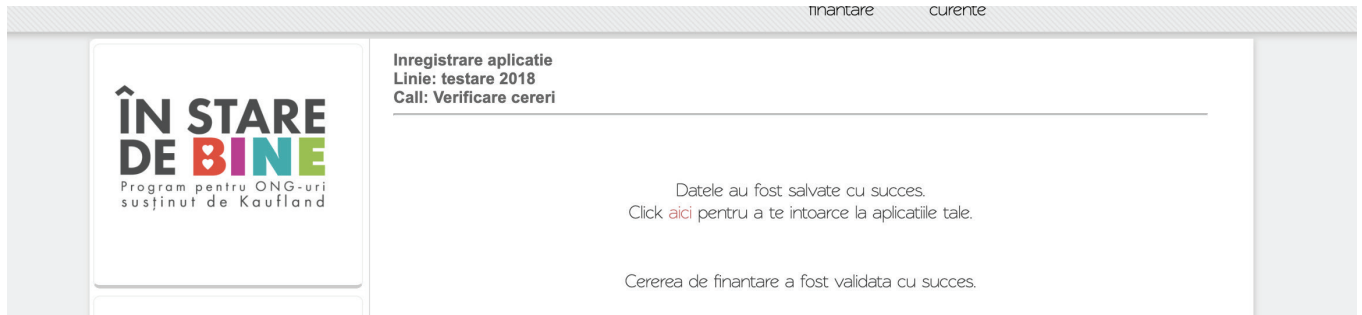 finantare curente
ÎN STARE
DE BINE
Program pentru ONG-uri
susținut de Kaufland
Inregistrare aplicatie
Linie: testare 2018
Call: Verificare cereri
Datele au fost salvate cu succes.
Click aici pentru a te intoarce la aplicatiile tale.
Cererea de finantare a fost validata cu succes.